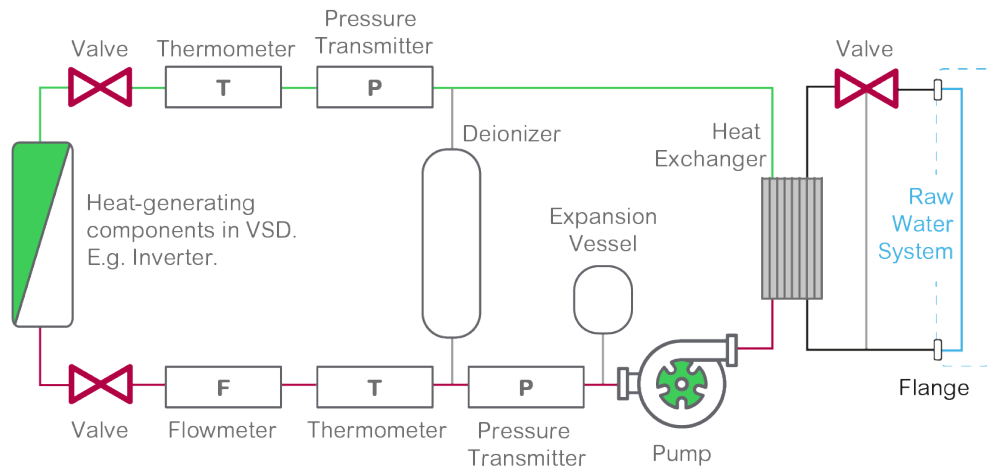 Pressure
Transmitter
Valve
Thermometer
Valve
T
P
Deionizer
Heat
Exchanger
Heat-generating
components in VSD.
E.g. Inverter.
Expansion
Vessel
Raw
Water
System
F
T
P
Flange
Valve
Flowmeter
Thermometer
Pressure
Transmitter
Pump